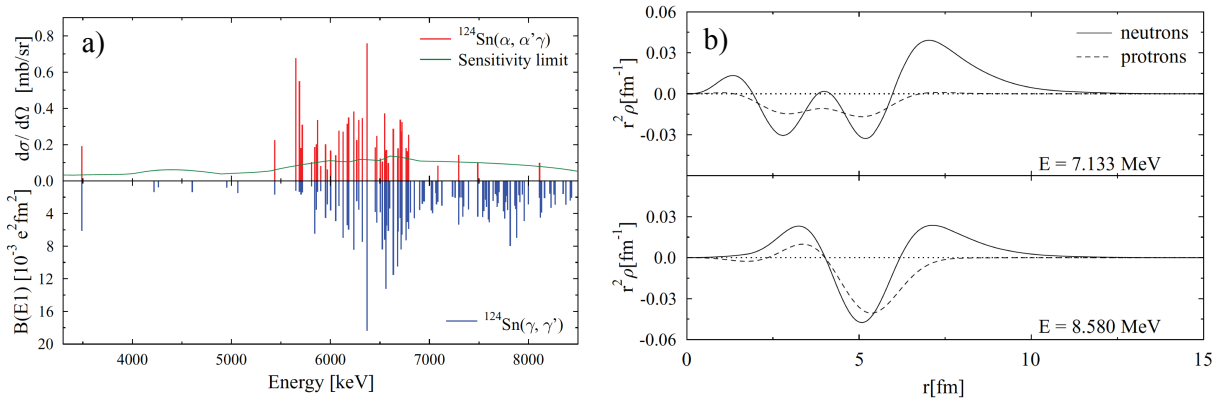 a)
¹²⁴Sn(α, α'γ)
Sensitivity limit
dσ/dΩ [mb/sr]
0.8
0.6
0.4
0.2
0.0
4
8
12
16
20
B(E1) [10⁻³ e²fm²]
¹²⁴Sn(γ, γ')
4000 5000 6000 7000 8000
Energy [keV]
b)
neutrons
protrons
0.06
0.03
0.0
-0.03
r²ρ[fm⁻¹]
E = 7.133 MeV
0.03
0.0
-0.03
-0.06
r²ρ[fm⁻¹]
E = 8.580 MeV
0 5 10 15
r[fm]